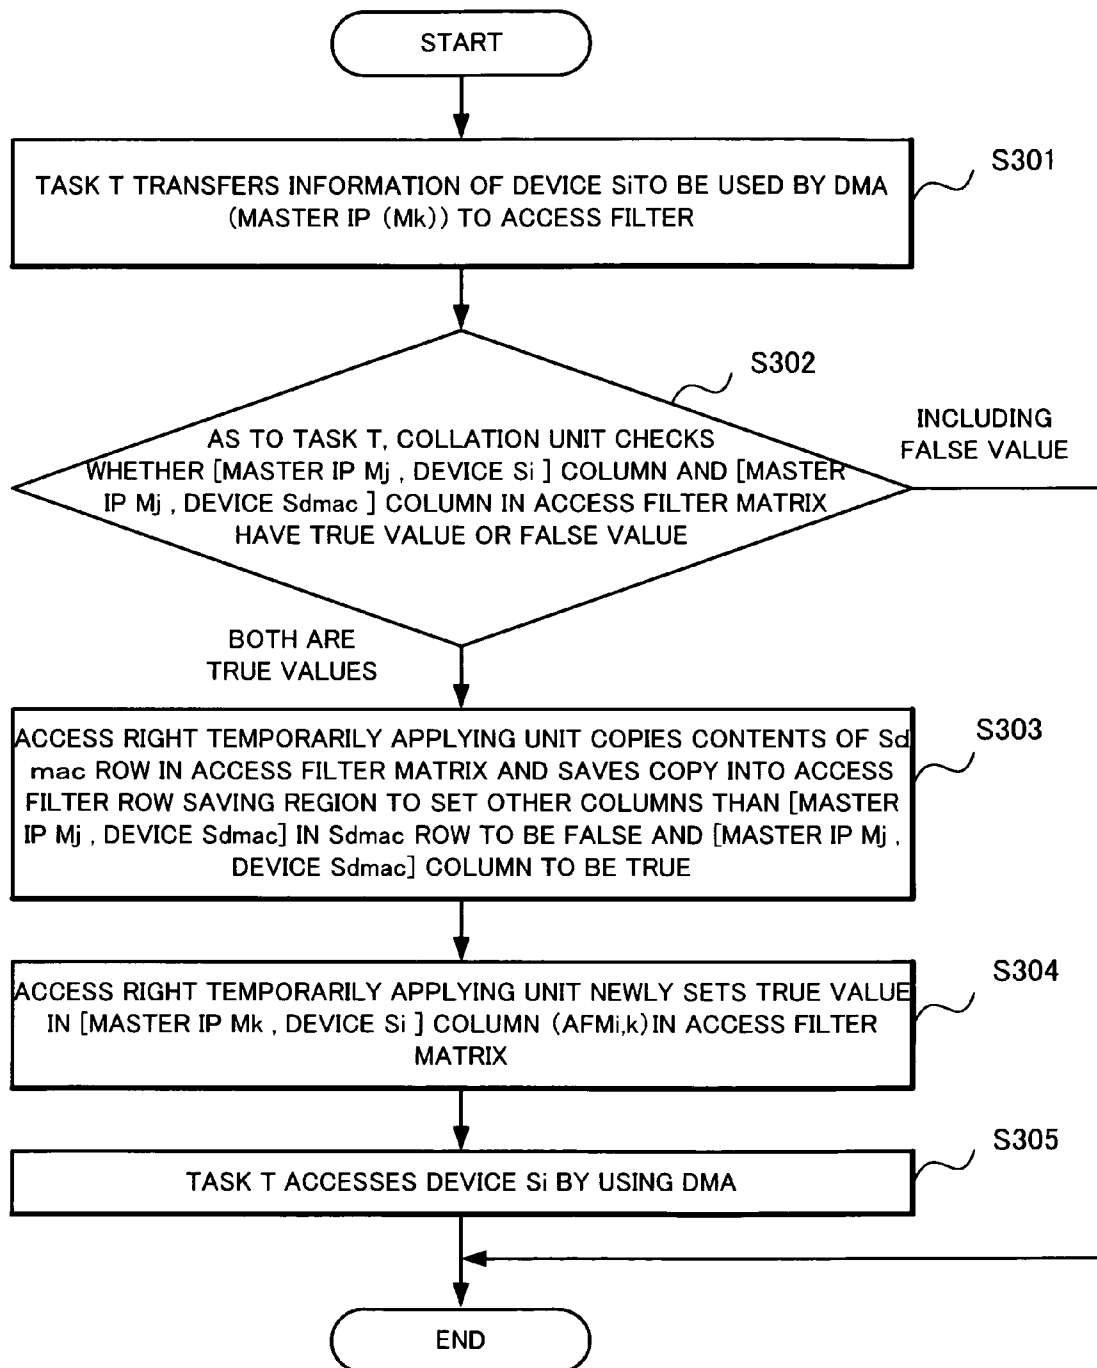 START
S301
TASK T TRANSFERS INFORMATION OF DEVICE SiTO BE USED BY DMA
(MASTER IP (Mk)) TO ACCESS FILTER
S302
INCLUDING
FALSE VALUE
AS TO TASK T, COLLATION UNIT CHECKS
WHETHER [MASTER IP Mj , DEVICE Si ] COLUMN AND [MASTER
IP Mj , DEVICE Sdmac ] COLUMN IN ACCESS FILTER MATRIX
HAVE TRUE VALUE OR FALSE VALUE
BOTH ARE
TRUE VALUES
S303
ACCESS RIGHT TEMPORARILY APPLYING UNIT COPIES CONTENTS OF Sd
mac ROW IN ACCESS FILTER MATRIX AND SAVES COPY INTO ACCESS
FILTER ROW SAVING REGION TO SET OTHER COLUMNS THAN [MASTER
IP Mj , DEVICE Sdmac] IN Sdmac ROW TO BE FALSE AND [MASTER IP Mj ,
DEVICE Sdmac] COLUMN TO BE TRUE
S304
ACCESS RIGHT TEMPORARILY APPLYING UNIT NEWLY SETS TRUE VALUE
IN [MASTER IP Mk , DEVICE Si ] COLUMN (AFMi,k) IN ACCESS FILTER
MATRIX
S305
TASK T ACCESSES DEVICE Si BY USING DMA
END